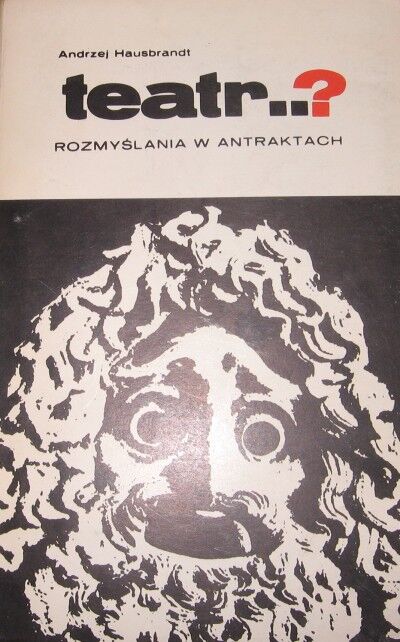 Andrzej Hausbrandt
teatr..?
ROZMYŚLANIA W ANTRAKTACH